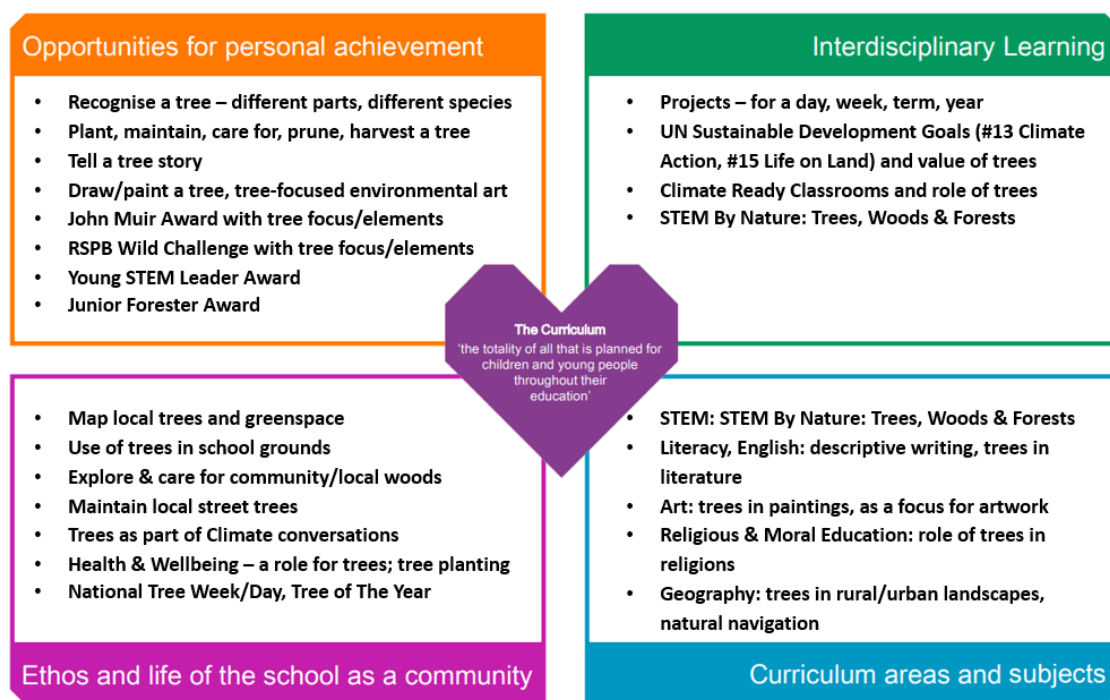 Opportunities for personal achievement
• Recognise a tree – different parts, different species
• Plant, maintain, care for, prune, harvest a tree
• Tell a tree story
• Draw/paint a tree, tree-focused environmental art
• John Muir Award with tree focus/elements
• RSPB Wild Challenge with tree focus/elements
• Young STEM Leader Award
• Junior Forester Award
Interdisciplinary Learning
• Projects – for a day, week, term, year
• UN Sustainable Development Goals (#13 Climate
Action, #15 Life on Land) and value of trees
• Climate Ready Classrooms and role of trees
• STEM By Nature: Trees, Woods & Forests
The Curriculum
'the totality of all that is planned for
children and young people
throughout their
education'
• Map local trees and greenspace
• Use of trees in school grounds
• Explore & care for community/local woods
• Maintain local street trees
• Trees as part of Climate conversations
• Health & Wellbeing – a role for trees; tree planting
• National Tree Week/Day, Tree of The Year
Ethos and life of the school as a community
• STEM: STEM By Nature: Trees, Woods & Forests
• Literacy, English: descriptive writing, trees in
literature
• Art: trees in paintings, as a focus for artwork
• Religious & Moral Education: role of trees in
religions
• Geography: trees in rural/urban landscapes,
natural navigation
Curriculum areas and subjects